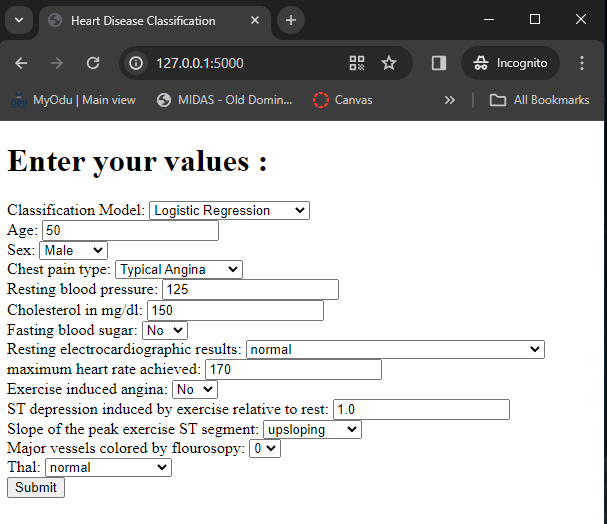 Heart Disease Classification
127.0.0.1:5000
Incognito
MyOdu | Main view
MIDAS - Old Domin...
Canvas
All Bookmarks
Enter your values :
Classification Model: Logistic Regression
Age: 50
Sex: Male
Chest pain type: Typical Angina
Resting blood pressure: 125
Cholesterol in mg/dl: 150
Fasting blood sugar: No
Resting electrocardiographic results: normal
maximum heart rate achieved: 170
Exercise induced angina: No
ST depression induced by exercise relative to rest: 1.0
Slope of the peak exercise ST segment: upsloping
Major vessels colored by flourosopy: 0
Thal: normal
Submit